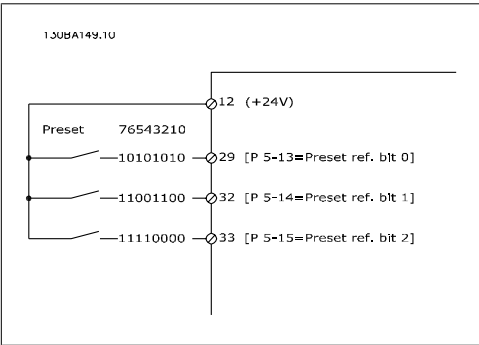 130BA149.10
12 (+24V)
Preset 76543210
10101010 29 [P 5-13=Preset ref. bit 0]
11001100 32 [P 5-14=Preset ref. bit 1]
11110000 33 [P 5-15=Preset ref. bit 2]